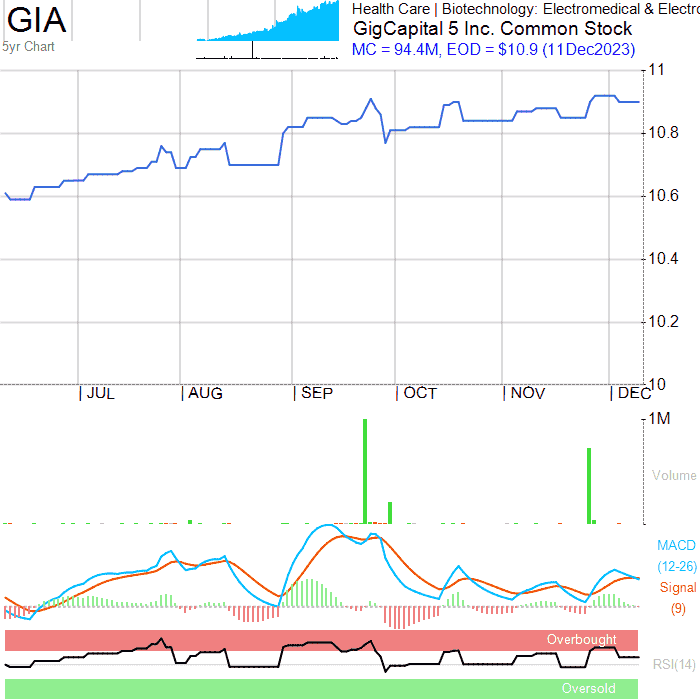 GIA
5yr Chart
Health Care | Biotechnology: Electromedical & Electro
GigCapital 5 Inc. Common Stock
MC = 94.4M, EOD = $10.9 (11Dec2023)
11
10.8
10.6
10.4
10.2
10
JUL
AUG
SEP
OCT
NOV
DEC
1M
Volume
MACD
(12-26)
Signal
(9)
Overbought
RSI(14)
Oversold